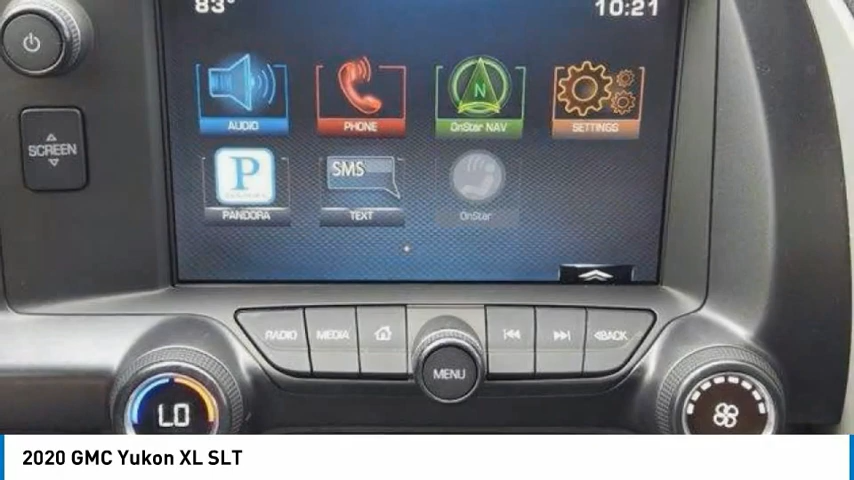 83° 10:21
SCREEN
AUDIO PHONE N OnStar NAV SETTINGS
P SMS
PANDORA TEXT OnStar
RADIO MEDIA BACK
MENU
LO
2020 GMC Yukon XL SLT